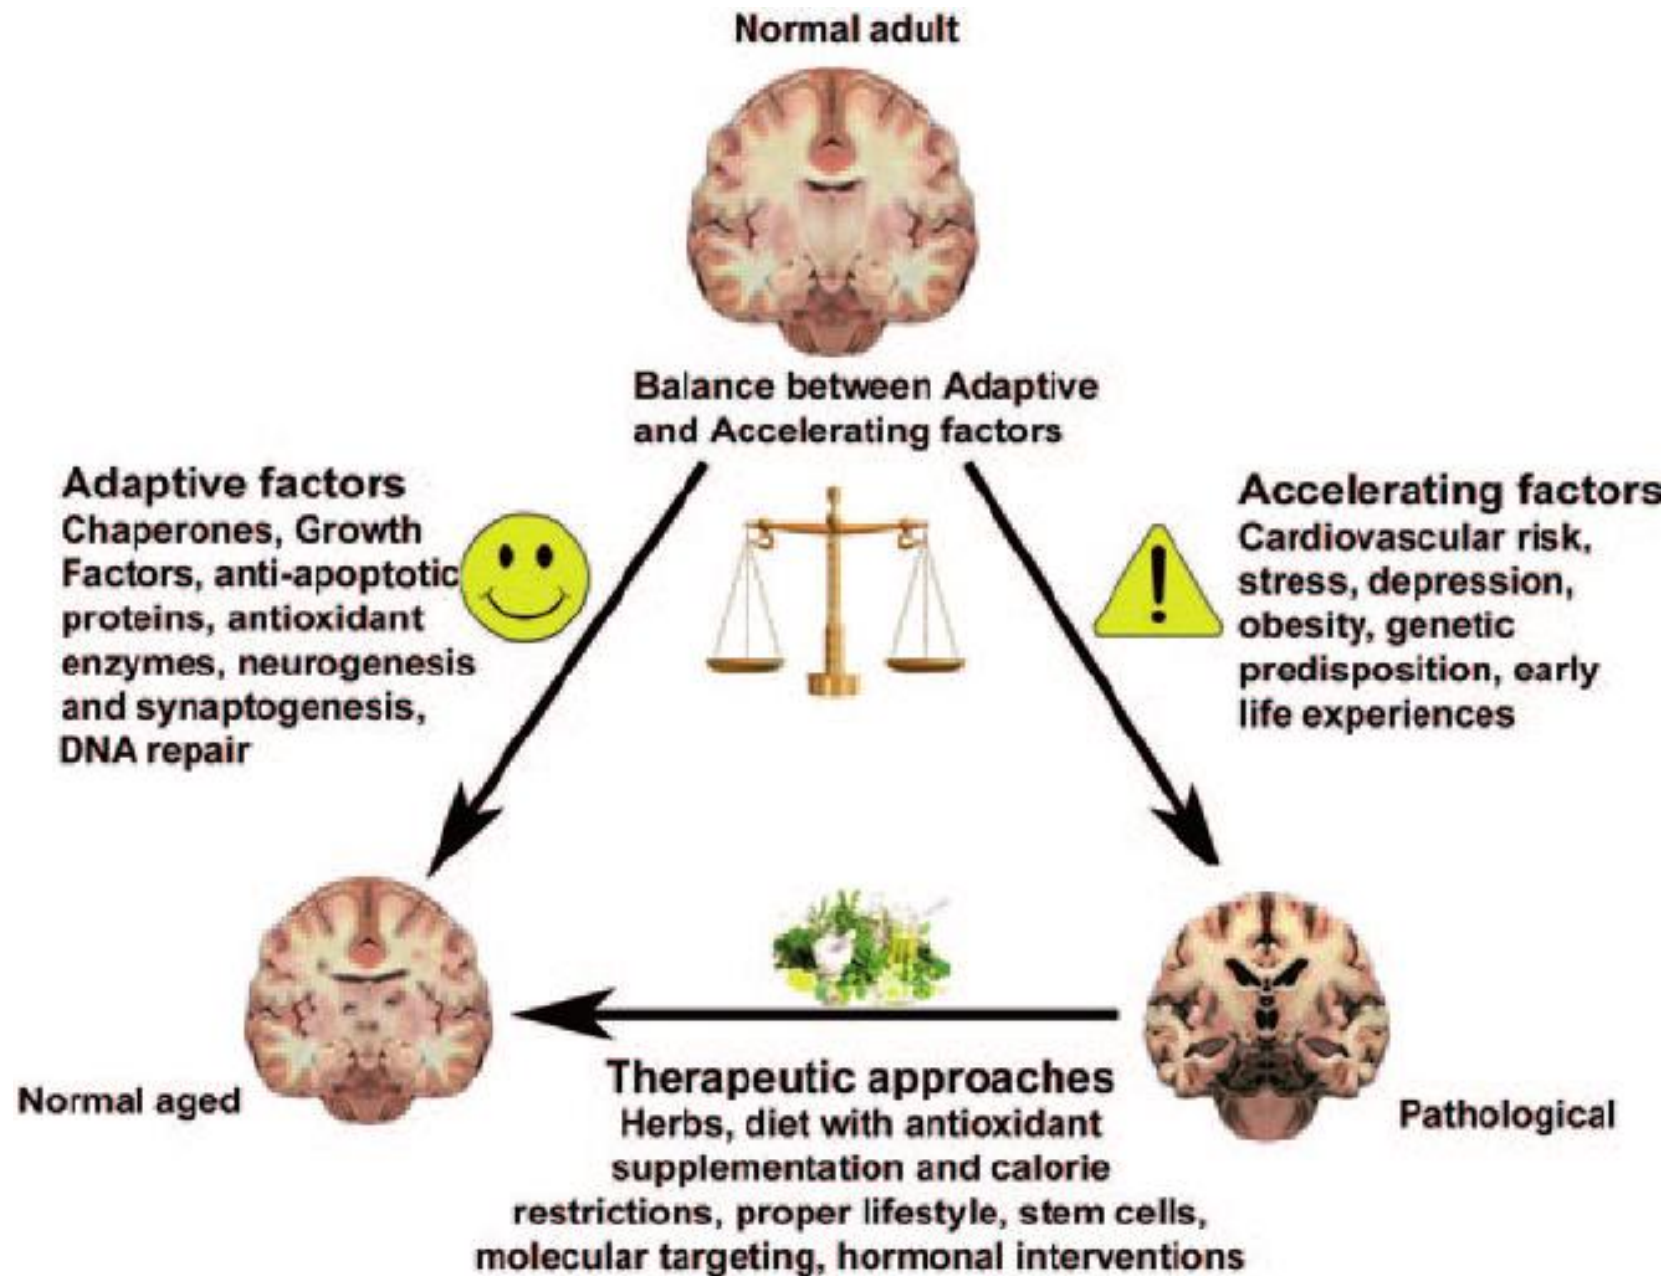 Normal adult
Balance between Adaptive
and Accelerating factors
Adaptive factors
Chaperones, Growth
Factors, anti-apoptotic
proteins, antioxidant
enzymes, neurogenesis
and synaptogenesis,
DNA repair
!
Accelerating factors
Cardiovascular risk,
stress, depression,
obesity, genetic
predisposition, early
life experiences
Normal aged
Therapeutic approaches
Herbs, diet with antioxidant
supplementation and calorie
restrictions, proper lifestyle, stem cells,
molecular targeting, hormonal interventions
Pathological